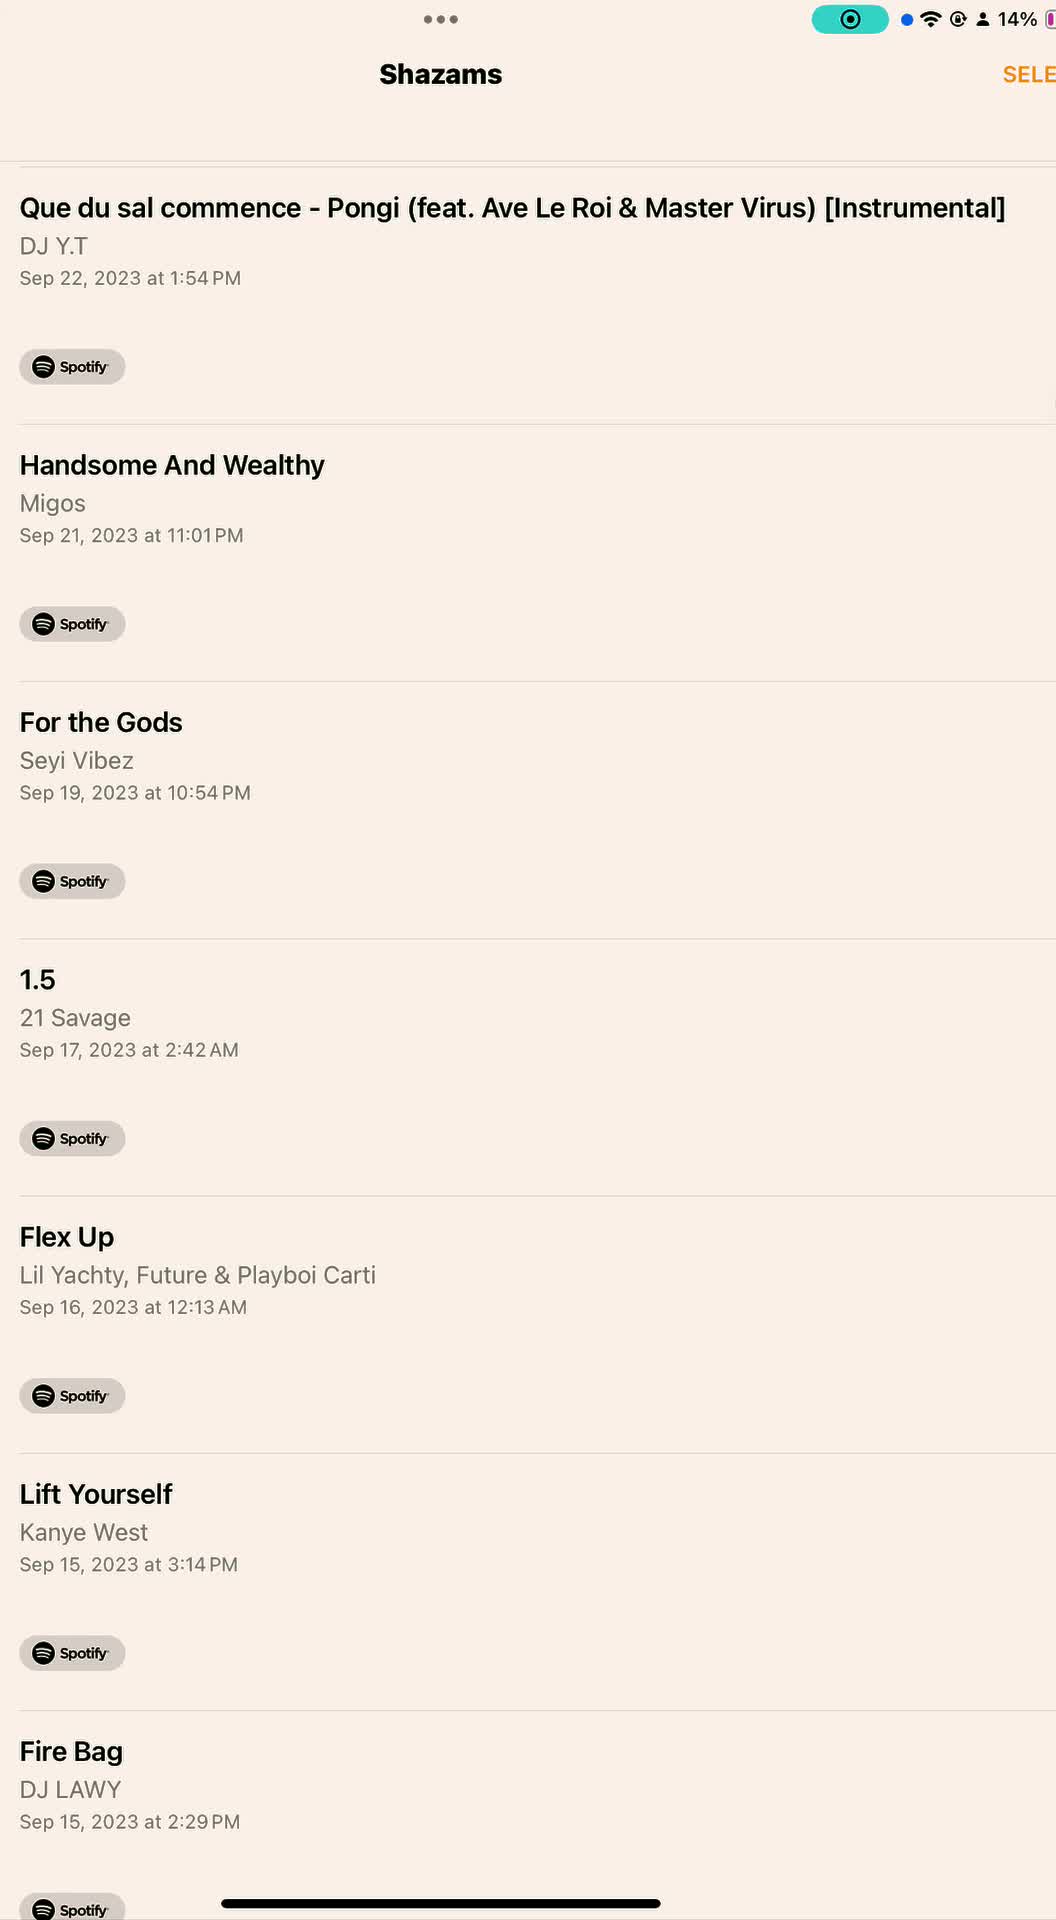 14%
Shazams
SELE
Que du sal commence - Pongi (feat. Ave Le Roi & Master Virus) [Instrumental]
DJ Y.T
Sep 22, 2023 at 1:54 PM
Spotify
Handsome And Wealthy
Migos
Sep 21, 2023 at 11:01 PM
Spotify
For the Gods
Seyi Vibez
Sep 19, 2023 at 10:54 PM
Spotify
1.5
21 Savage
Sep 17, 2023 at 2:42 AM
Spotify
Flex Up
Lil Yachty, Future & Playboi Carti
Sep 16, 2023 at 12:13 AM
Spotify
Lift Yourself
Kanye West
Sep 15, 2023 at 3:14 PM
Spotify
Fire Bag
DJ LAWY
Sep 15, 2023 at 2:29 PM
Spotify